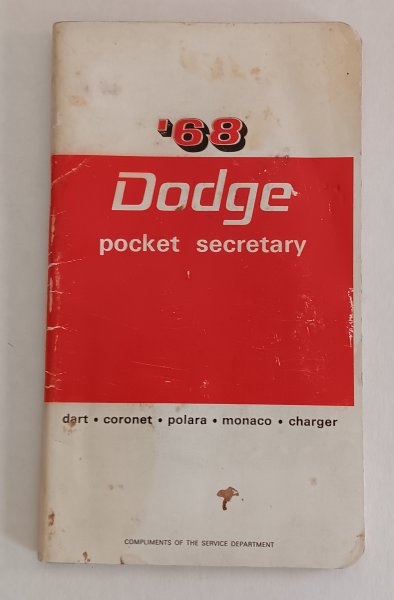 '68
Dodge
pocket secretary
dart • coronet • polara • monaco • charger
COMPLIMENTS OF THE SERVICE DEPARTMENT